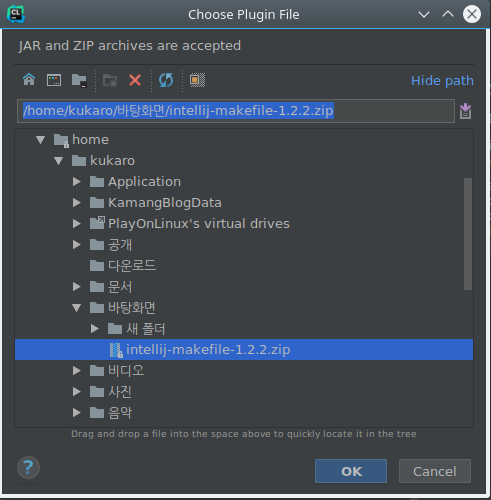 CL
Choose Plugin File
JAR and ZIP archives are accepted
Hide path
/home/kukaro/바탕화면/intellij-makefile-1.2.2.zip
home
kukaro
Application
KamangBlogData
PlayOnLinux's virtual drives
공개
다운로드
문서
바탕화면
새 폴더
intellij-makefile-1.2.2.zip
비디오
사진
음악
Drag and drop a file into the space above to quickly locate it in the tree
? OK Cancel